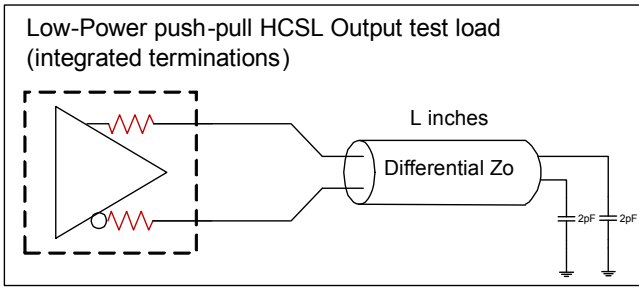 Low-Power push-pull HCSL Output test load
(integrated terminations)
L inches
Differential Zo
2pF 2pF